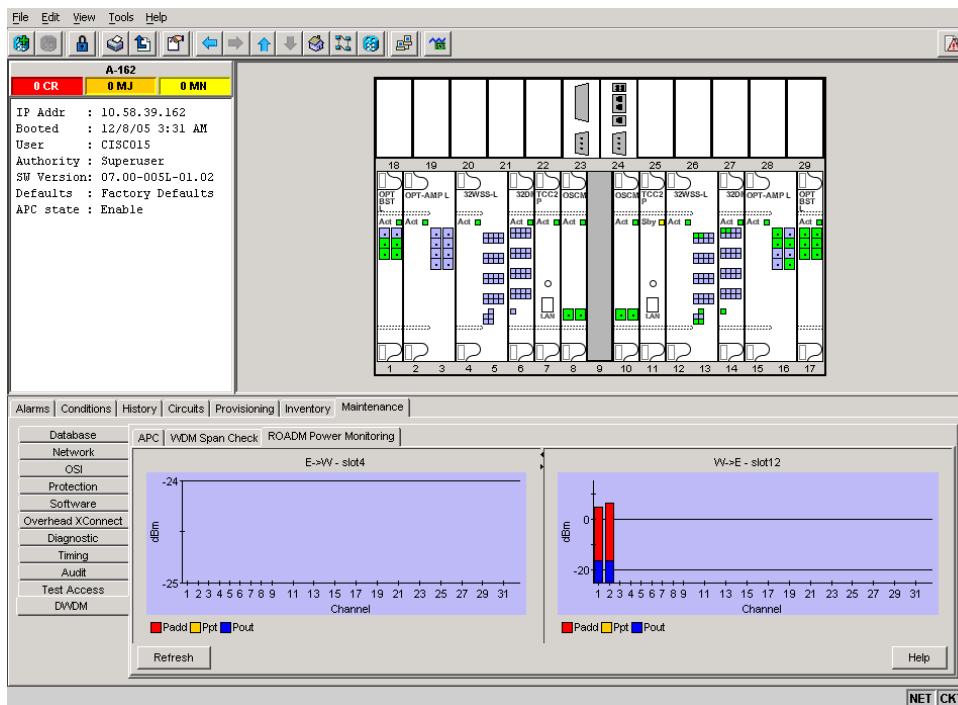 File Edit View Tools Help
A-162
0 CR 0 MJ 0 MN
IP Addr : 10.58.39.162
Booted : 12/8/05 3:31 AM
User : CISCO15
Authority : Superuser
SW Version: 07.00-005L-01.02
Defaults : Factory Defaults
APC state : Enable
18 19 20 21 22 23 24 25 26 27 28 29
OPT BST L OPT-AMP L 32WSS-L 32D TCC2 P OSCM OSCM TCC2 P 32WSS-L 32D OPT-AMP L OPT BST L
Act Act Act Act Act Act Act Sby Act Act Act Act
LAN LAN
1 2 3 4 5 6 7 8 9 10 11 12 13 14 15 16 17
Alarms Conditions History Circuits Provisioning Inventory Maintenance
Database
Network
OSI
Protection
Software
Overhead XConnect
Diagnostic
Timing
Audit
Test Access
DWDM
APC WDM Span Check ROADM Power Monitoring
E->W - slot4
-24
dBm
-25
1 2 3 4 5 6 7 8 9 11 13 15 17 19 21 23 25 27 29 31
Channel
Padd Ppt Pout
W->E - slot12
0
dBm
-20
1 2 3 4 5 6 7 8 9 11 13 15 17 19 21 23 25 27 29 31
Channel
Padd Ppt Pout
Refresh Help
NET CK